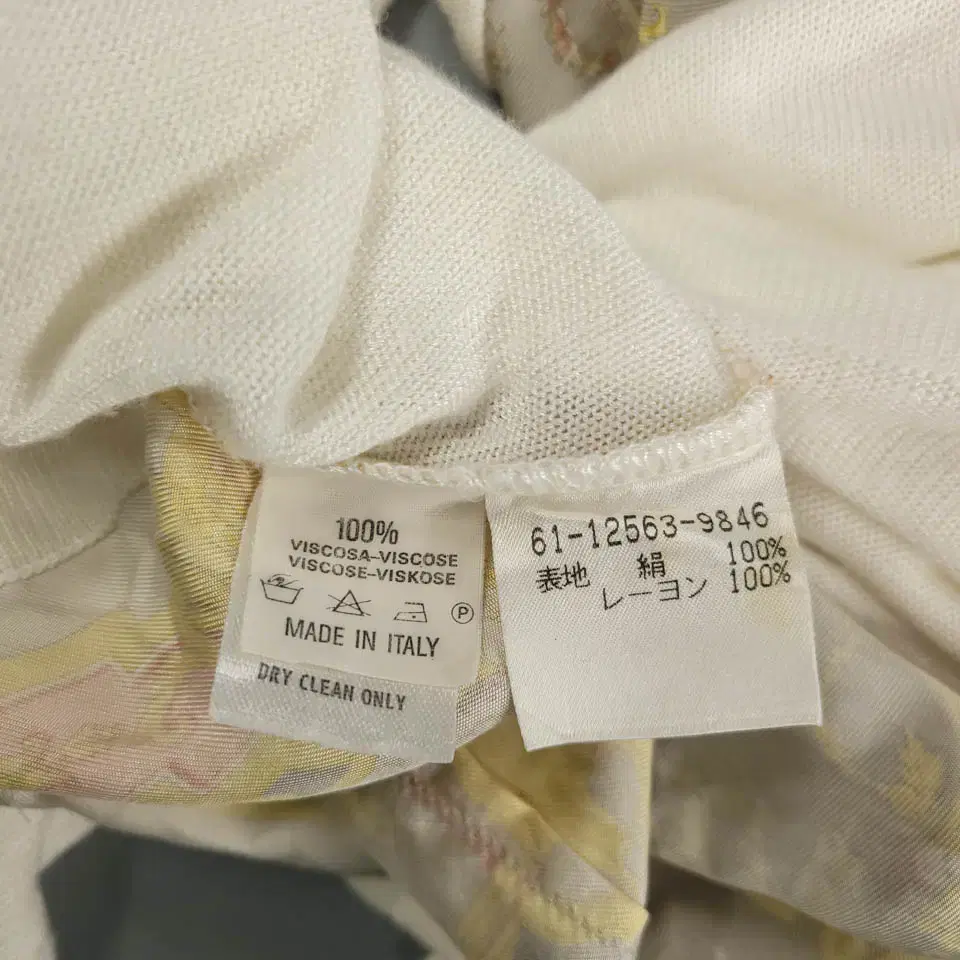 100%
VISCOSA-VISCOSE
VISCOSE-VISKOSE
P
MADE IN ITALY
DRY CLEAN ONLY
61-12563-9846
表地 絹 100%
レーヨン 100%